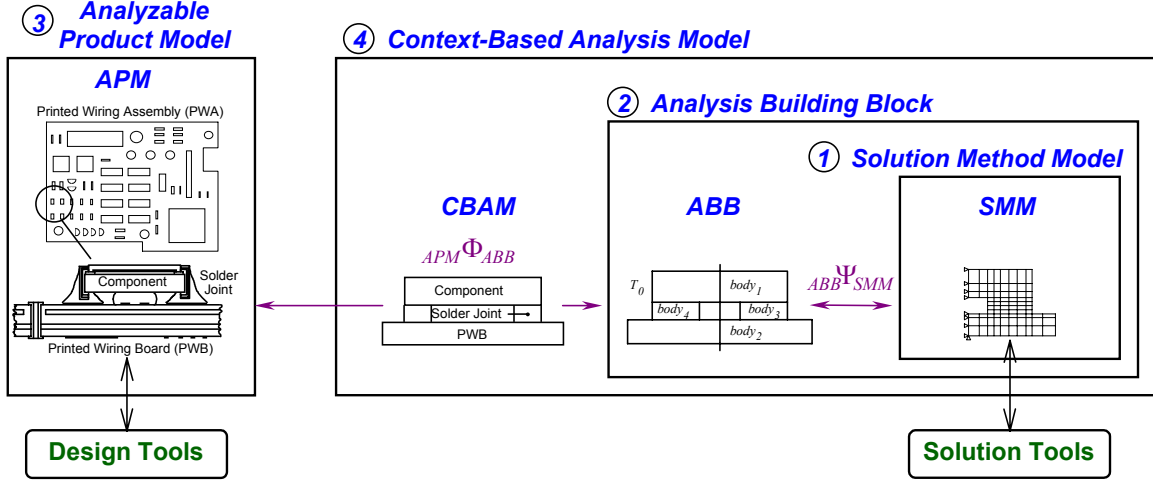 ③ Analyzable
Product Model
APM
Printed Wiring Assembly (PWA)
Component
Solder
Joint
Printed Wiring Board (PWB)
Design Tools
④ Context-Based Analysis Model
CBAM
APMΦABB
Component
Solder Joint
PWB
② Analysis Building Block
ABB
T0
body1
body4
body3
body2
ABBΨSMM
① Solution Method Model
SMM
Solution Tools